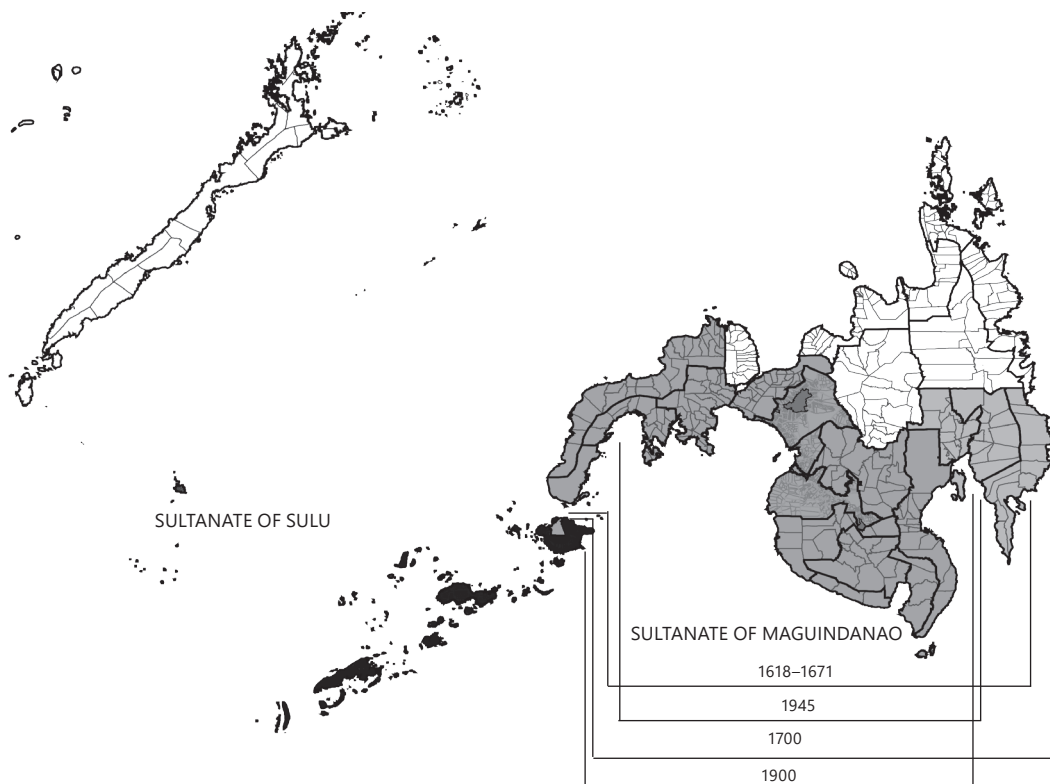 SULTANATE OF SULU
SULTANATE OF MAGUINDANAO
1618–1671
1945
1700
1900